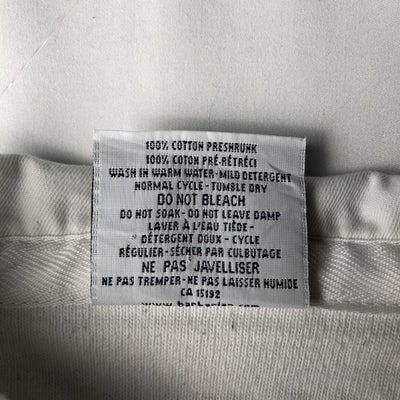 100% COTTON PRESHRUNK
100% COTON PRÉ-RÉTRÉCI
WASH IN WARM WATER - MILD DETERGENT
NORMAL CYCLE - TUMBLE DRY
DO NOT BLEACH
DO NOT SOAK - DO NOT LEAVE DAMP
LAVER À L'EAU TIÈDE -
DÉTERGENT DOUX - CYCLE
RÉGULIER - SÉCHER PAR CULBUTAGE
NE PAS JAVELLISER
NE PAS TREMPER - NE PAS LAISSER HUMIDE
CA 15192